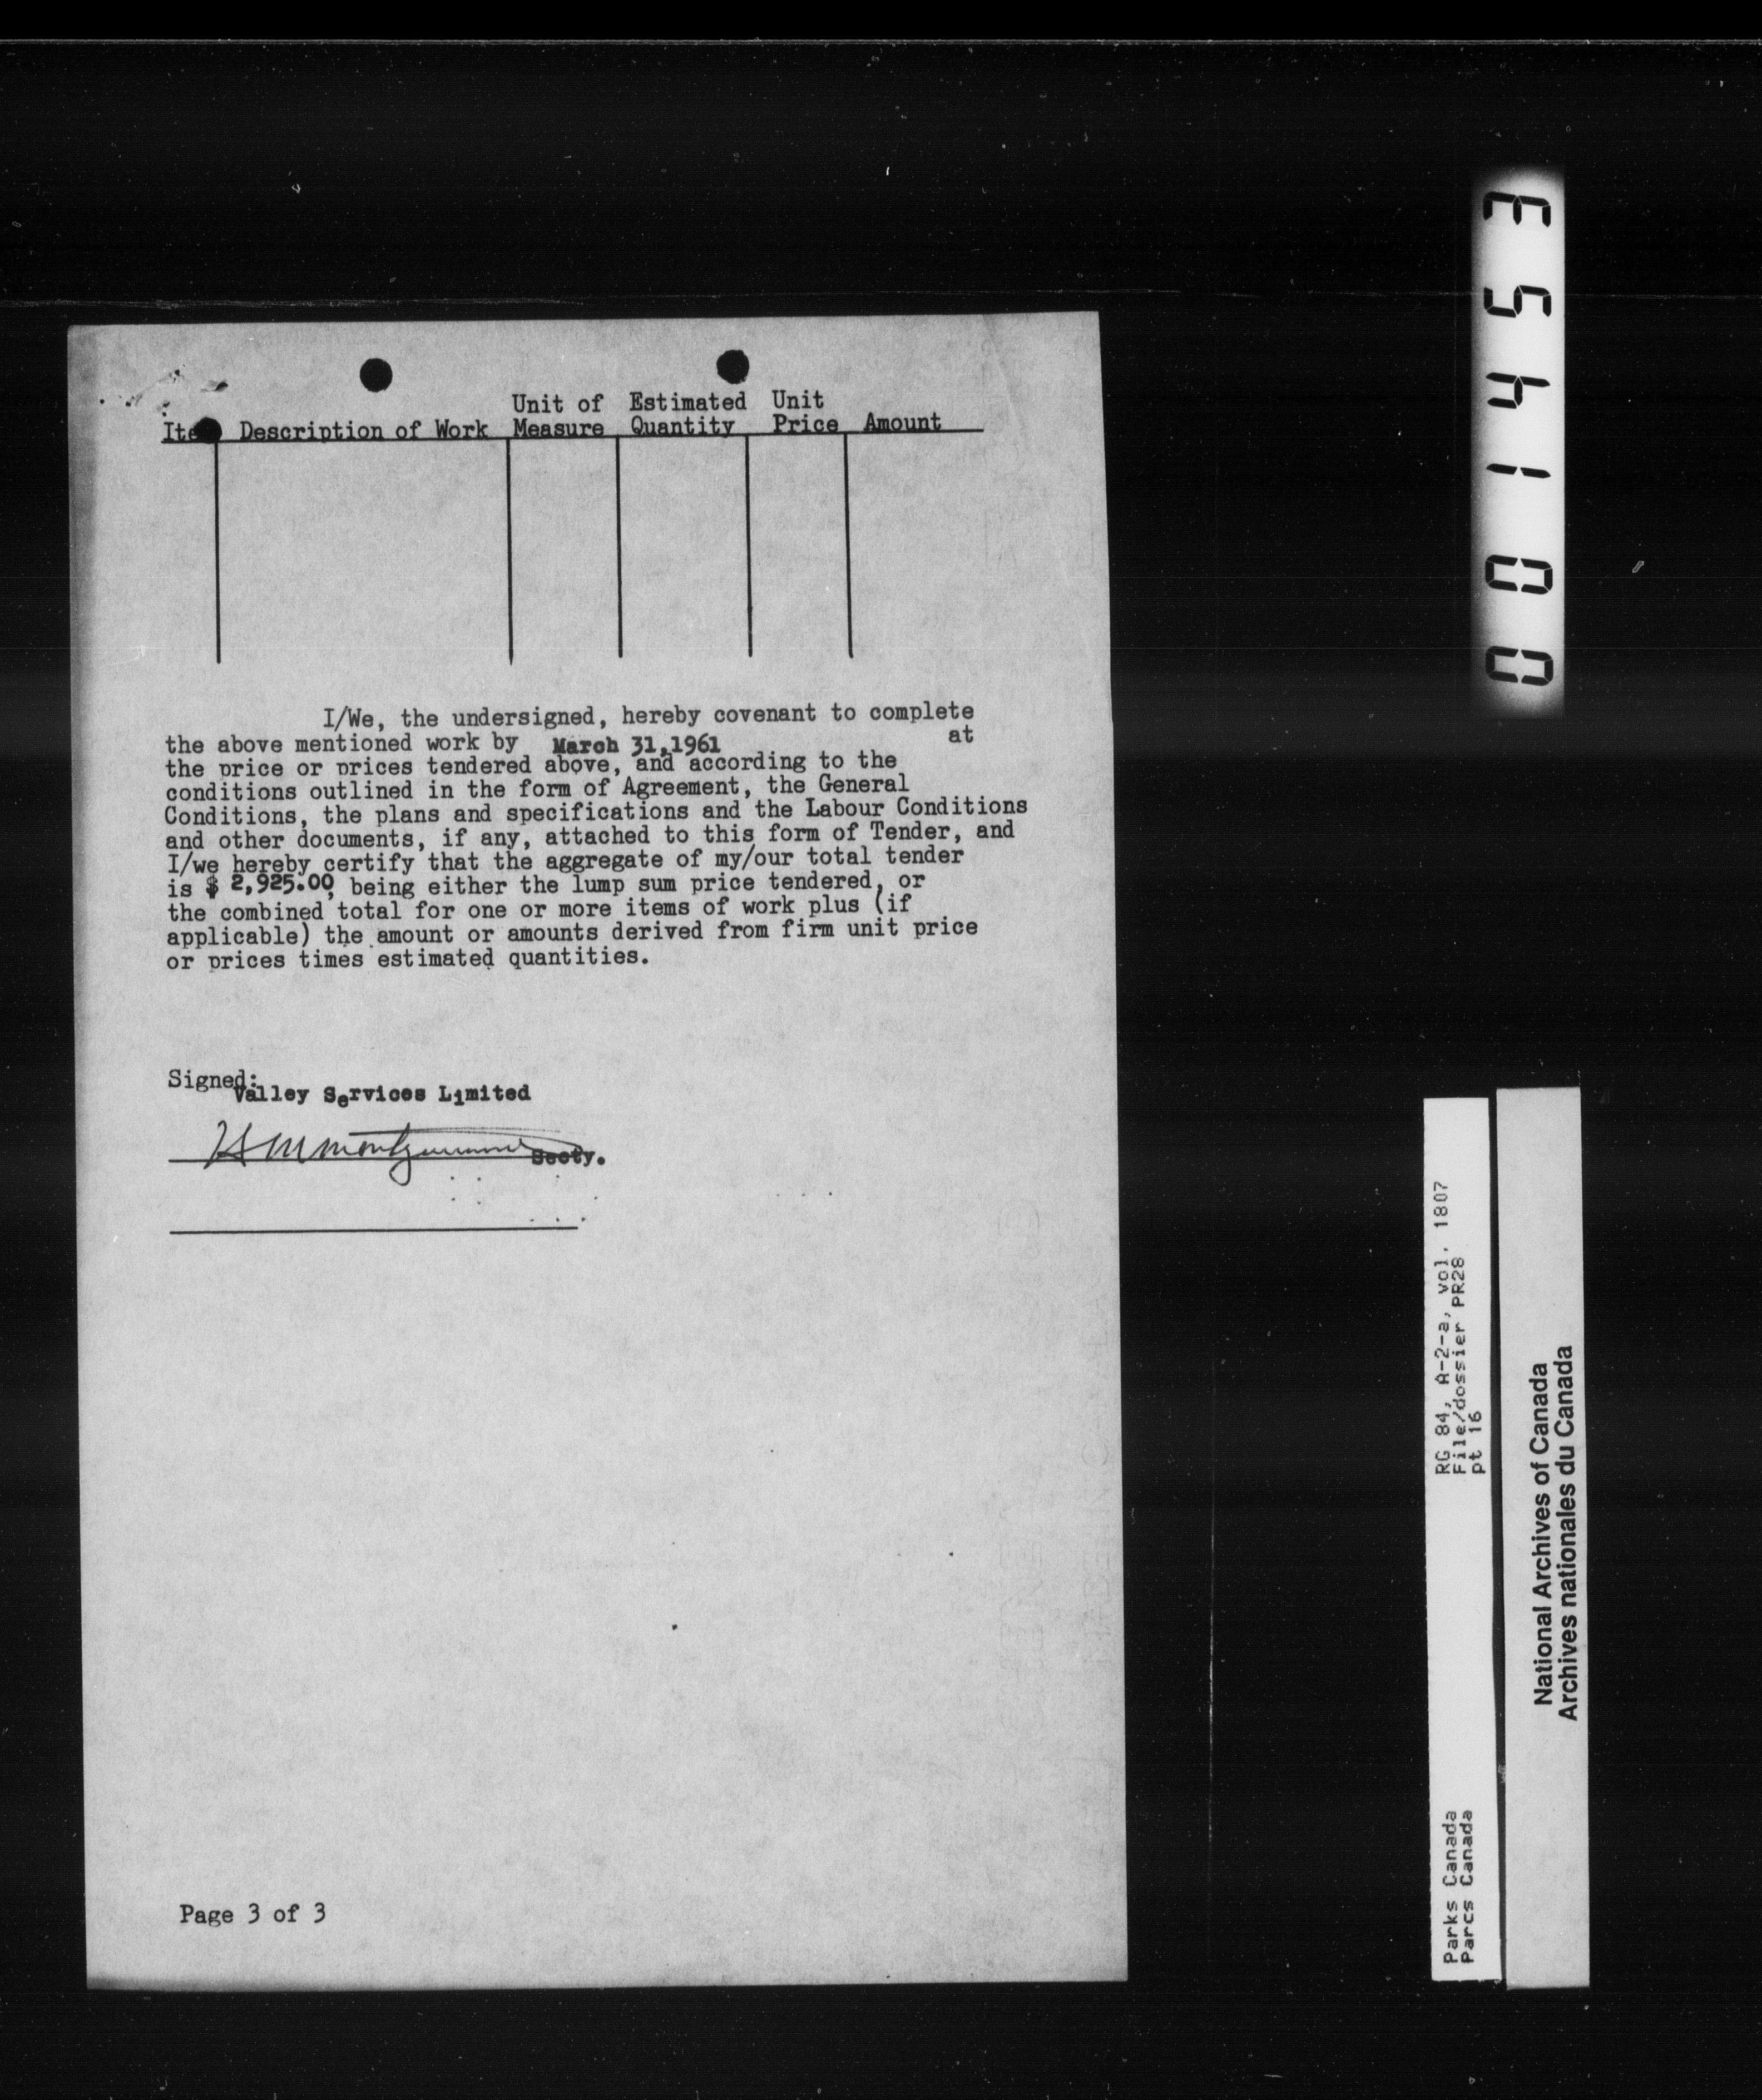 Unit of Estimated Unit
Ite Description of Work Measure Quantity Price Amount
I/We, the undersigned, hereby covenant to complete
the above mentioned work by March 31,1961 at
the price or prices tendered above, and according to the
conditions outlined in the form of Agreement, the General
Conditions, the plans and specifications and the Labour Conditions
and other documents, if any, attached to this form of Tender, and
I/we hereby certify that the aggregate of my/our total tender
is $ 2,925.00, being either the lump sum price tendered, or
the combined total for one or more items of work plus (if
applicable) the amount or amounts derived from firm unit price
or prices times estimated quantities.
Signed:
Valley Services Limited
Secty.
Page 3 of 3
001453
RG 84, A-2-a, vol. 1807
File/dossier PR28
pt 16
Parks Canada
Parcs Canada
National Archives of Canada
Archives nationales du Canada